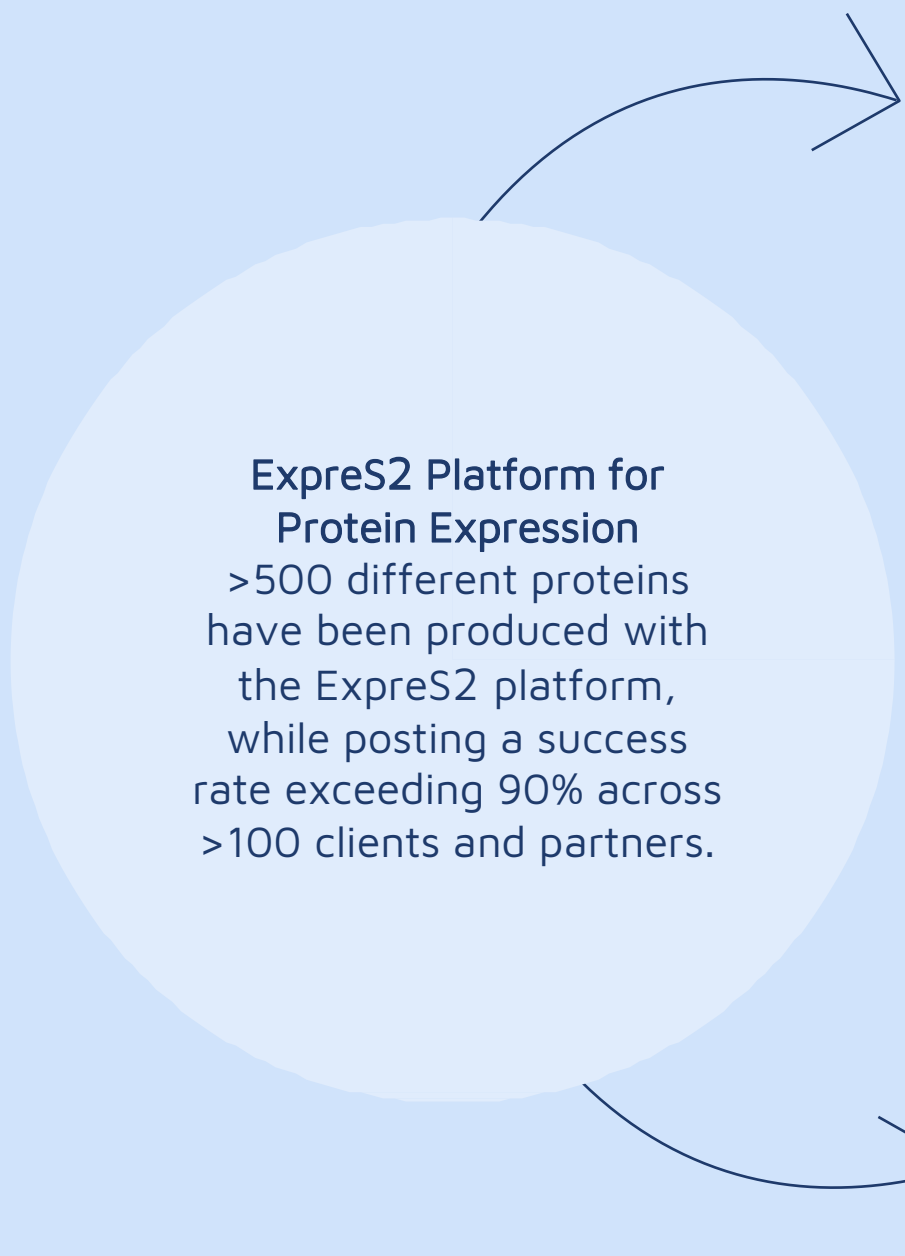 ExpreS2 Platform for
Protein Expression
>500 different proteins
have been produced with
the ExpreS2 platform,
while posting a success
rate exceeding 90% across
>100 clients and partners.